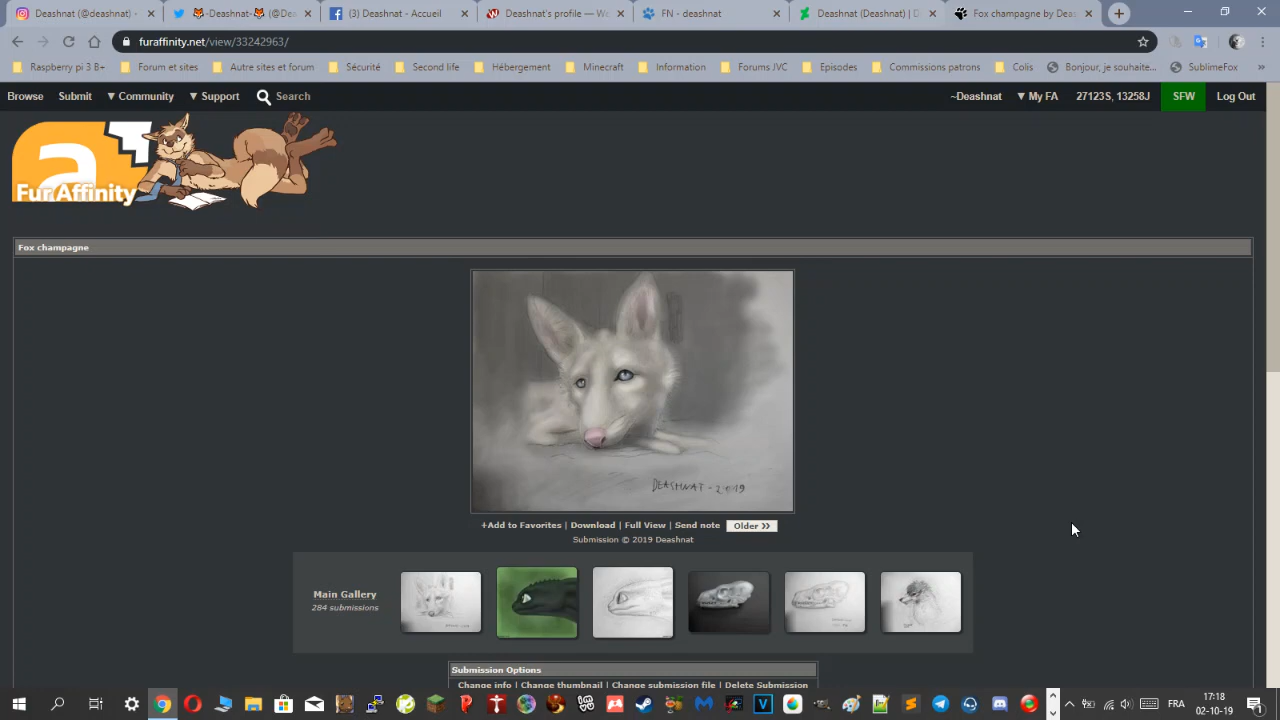 Deashnat (@deashnat) •
🦊-Deashnat-🦊 (@Dea
(3) Deashnat - Accueil
Deashnat's profile — Wo
FN - deashnat
Deashnat (Deashnat) | D
Fox champagne by Deas
furaffinity.net/view/33242963/
Raspberry pi 3 B+
Forum et sites
Autre sites et forum
Sécurité
Second life
Hébergement
Minecraft
Information
Forums JVC
Episodes
Commissions patrons
Colis
Bonjour, je souhaite...
SublimeFox
»
Browse Submit ▼ Community ▼ Support Search ~Deashnat ▼ My FA 27123S, 13258J SFW Log Out
a
Fur Affinity
Fox champagne
DEASHNAT - 2019
+Add to Favorites | Download | Full View | Send note Older »
Submission © 2019 Deashnat
Main Gallery
284 submissions
Submission Options
Change info | Change thumbnail | Change submission file | Delete Submission
FRA
17:18
02-10-19